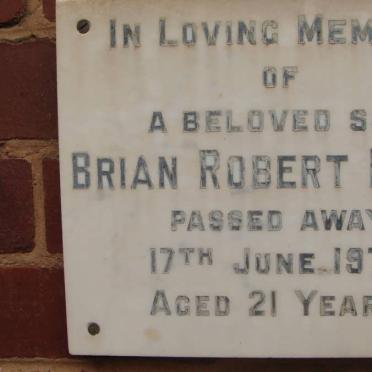 IN LOVING MEM
OF
A BELOVED S
BRIAN ROBERT
PASSED AWAY
17TH JUNE 197
AGED 21 YEAR